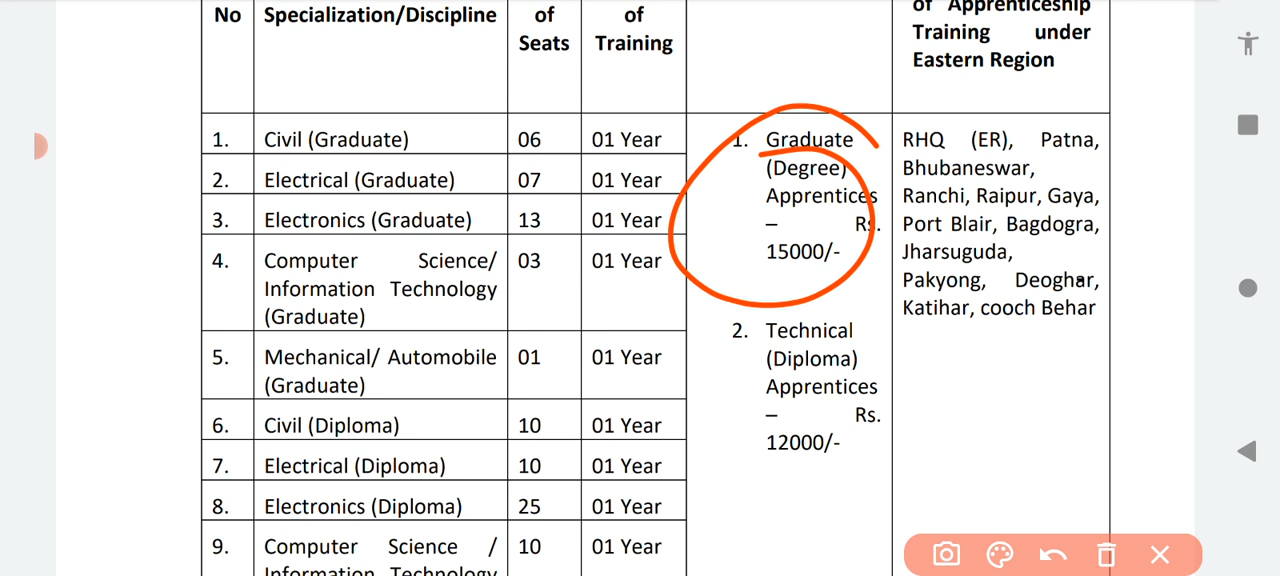 No Specialization/Discipline of of of Apprenticeship
Seats Training Training under
Eastern Region
1. Civil (Graduate) 06 01 Year
2. Electrical (Graduate) 07 01 Year
3. Electronics (Graduate) 13 01 Year
4. Computer Science/ 03 01 Year
Information Technology
(Graduate)
5. Mechanical/ Automobile 01 01 Year
(Graduate)
6. Civil (Diploma) 10 01 Year
7. Electrical (Diploma) 10 01 Year
8. Electronics (Diploma) 25 01 Year
9. Computer Science / 10 01 Year
Information Technology
1. Graduate
(Degree)
Apprentices
– Rs.
15000/-
2. Technical
(Diploma)
Apprentices
– Rs.
12000/-
RHQ (ER), Patna,
Bhubaneswar,
Ranchi, Raipur, Gaya,
Port Blair, Bagdogra,
Jharsuguda,
Pakyong, Deoghar,
Katihar, cooch Behar